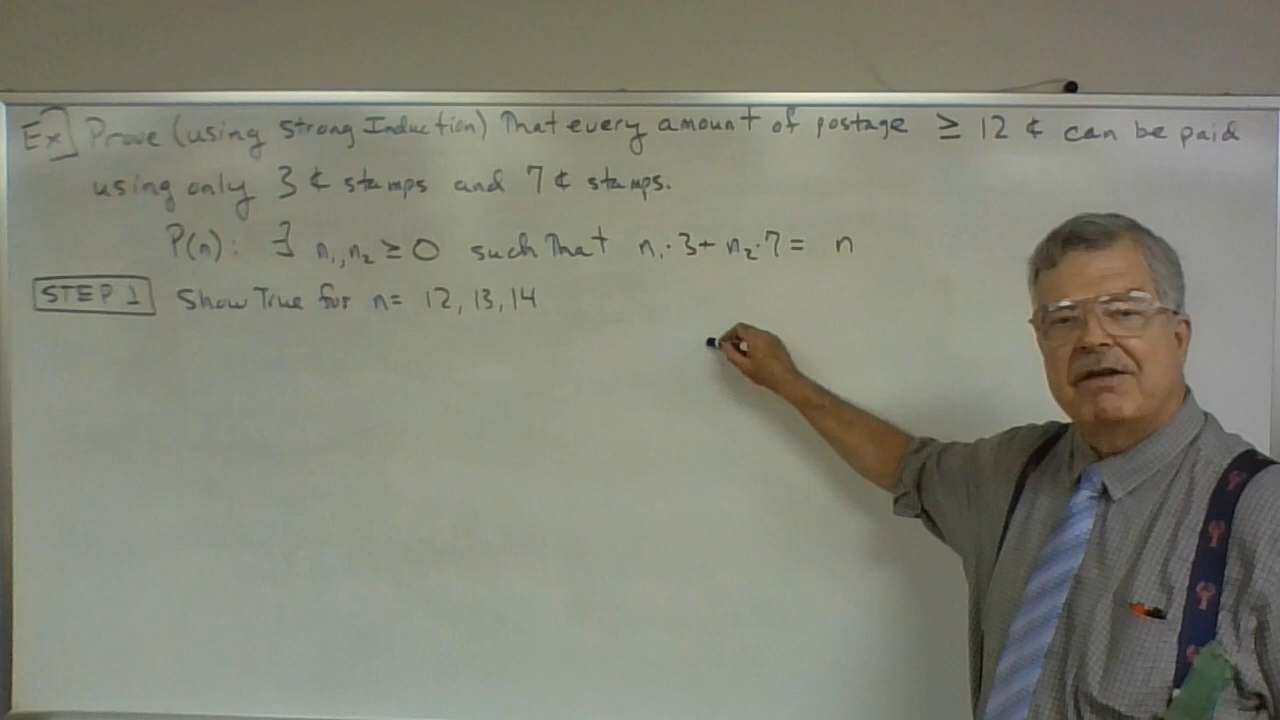 Ex] Prove (using strong Induction) That every amount of postage ≥ 12 ¢ can be paid
using only 3 ¢ stamps and 7 ¢ stamps.
P(n): ∃ n₁, n₂ ≥ 0 such That n₁·3 + n₂·7 = n
STEP 1 Show True for n = 12, 13, 14